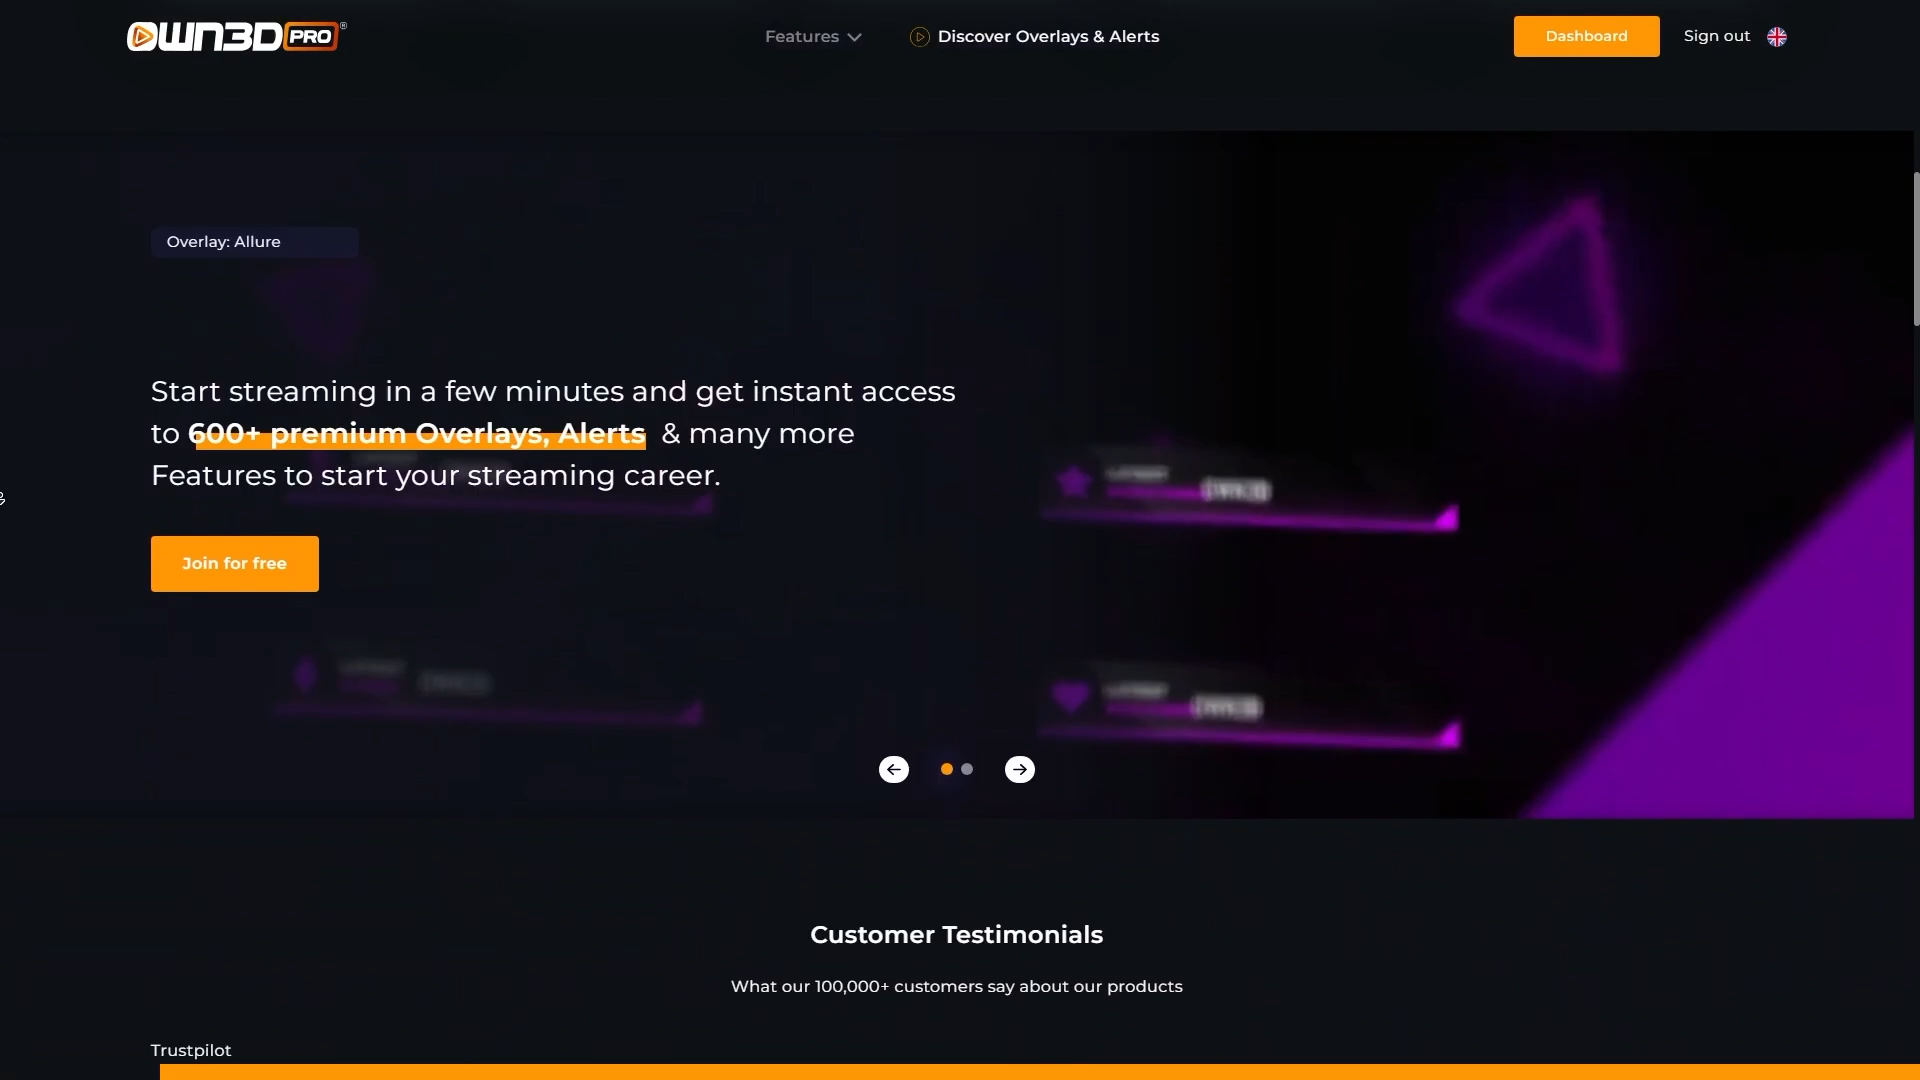 OWN3D PRO
Features
Discover Overlays & Alerts
Dashboard
Sign out
Overlay: Allure
Start streaming in a few minutes and get instant access
to 600+ premium Overlays, Alerts & many more
Features to start your streaming career.
Join for free
Customer Testimonials
What our 100,000+ customers say about our products
Trustpilot